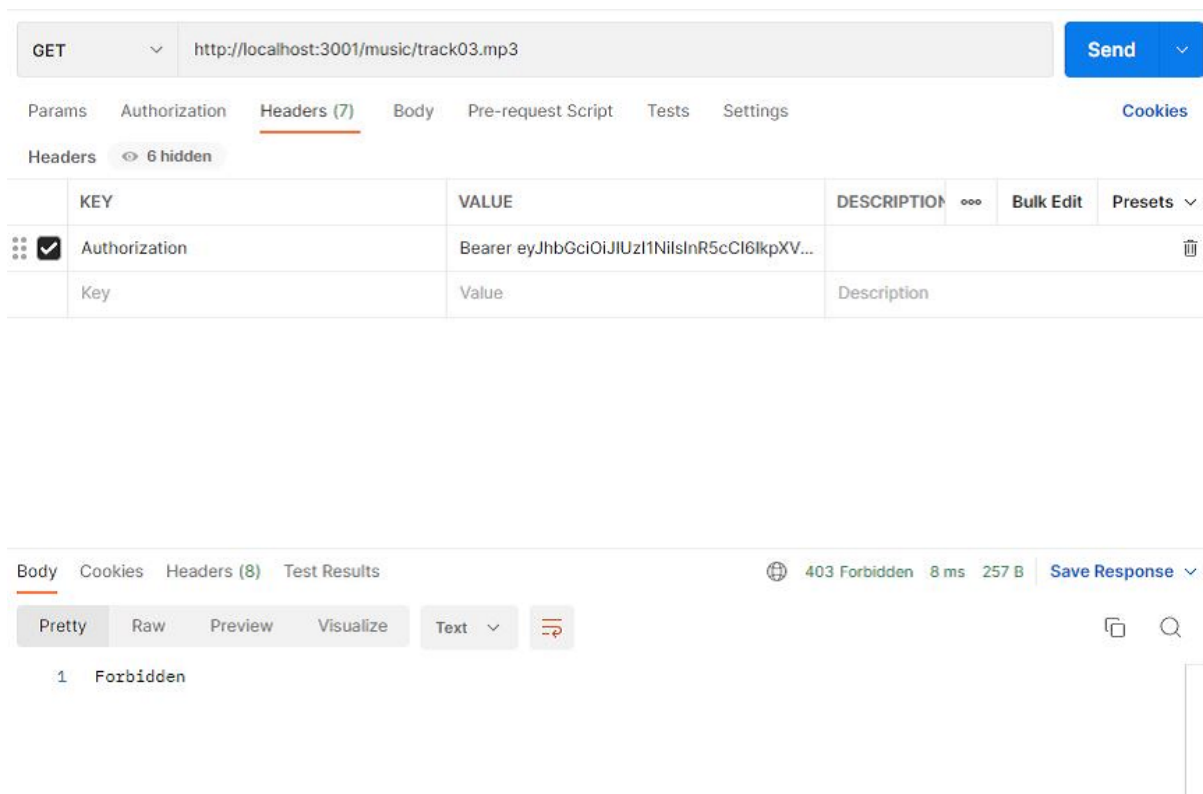 GET http://localhost:3001/music/track03.mp3 Send
Params Authorization Headers (7) Body Pre-request Script Tests Settings Cookies
Headers 6 hidden
KEY VALUE DESCRIPTION ooo Bulk Edit Presets
Authorization Bearer eyJhbGciOiJIUzI1NiIsInR5cCI6IkpXV...
Key Value Description
Body Cookies Headers (8) Test Results 403 Forbidden 8 ms 257 B Save Response
Pretty Raw Preview Visualize Text
1 Forbidden